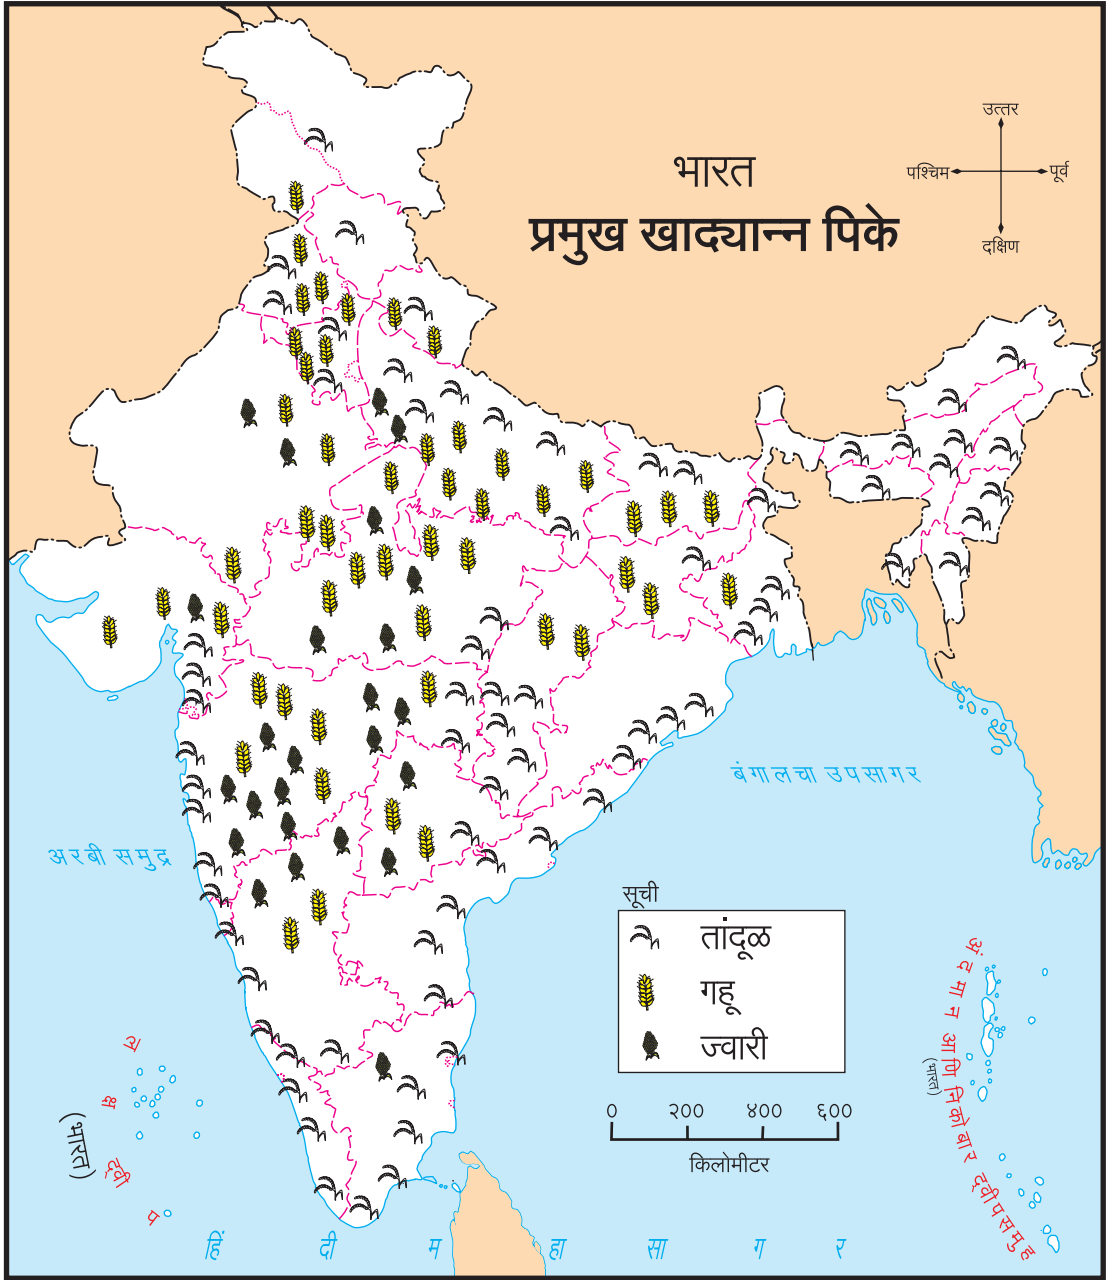 उत्तर
पश्चिम
पूर्व
दक्षिण
भारत
प्रमुख खाद्यान्न पिके
बंगालचा उपसागर
अरबी समुद्र
सूची
तांदूळ
गहू
ज्वारी
० २०० ४०० ६००
किलोमीटर
अंदमान आणि निकोबार द्वीपसमुह
(भारत)
लक्षद्वीप
(भारत)
हिंदी महासागर